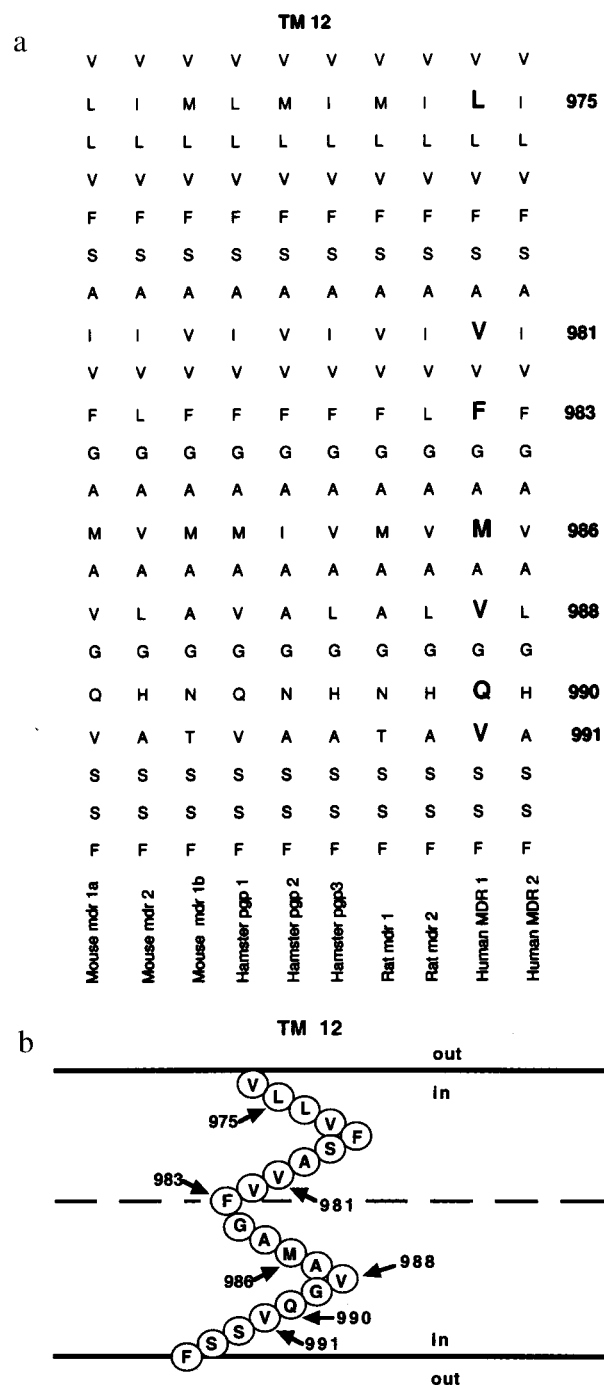 TM 12
a
V V V V V V V V V V
L I M L M I M I L I 975
L L L L L L L L L L
V V V V V V V V V V
F F F F F F F F F F
S S S S S S S S S S
A A A A A A A A A A
I I V I V I V I V I 981
V V V V V V V V V V
F L F F F F F L F F 983
G G G G G G G G G G
A A A A A A A A A A
M V M M I V M V M V 986
A A A A A A A A A A
V L A V A L A L V L 988
G G G G G G G G G G
Q H N Q N H N H Q H 990
V A T V A A T A V A 991
S S S S S S S S S S
S S S S S S S S S S
F F F F F F F F F F
Mouse mdr 1a
Mouse mdr 2
Mouse mdr 1b
Hamster pgp 1
Hamster pgp 2
Hamster pgp3
Rat mdr 1
Rat mdr 2
Human MDR 1
Human MDR 2
TM 12
b
out
in
V
L
975
L
V
F
S
A
V
981
V
983
F
G
A
M
986
A
V
988
G
Q
990
V
991
S
S
F
in
out